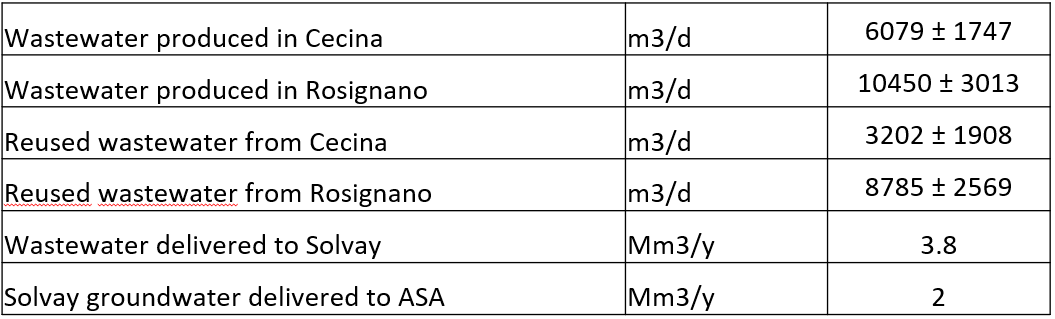 Wastewater produced in Cecina m3/d 6079 ± 1747
Wastewater produced in Rosignano m3/d 10450 ± 3013
Reused wastewater from Cecina m3/d 3202 ± 1908
Reused wastewater from Rosignano m3/d 8785 ± 2569
Wastewater delivered to Solvay Mm3/y 3.8
Solvay groundwater delivered to ASA Mm3/y 2